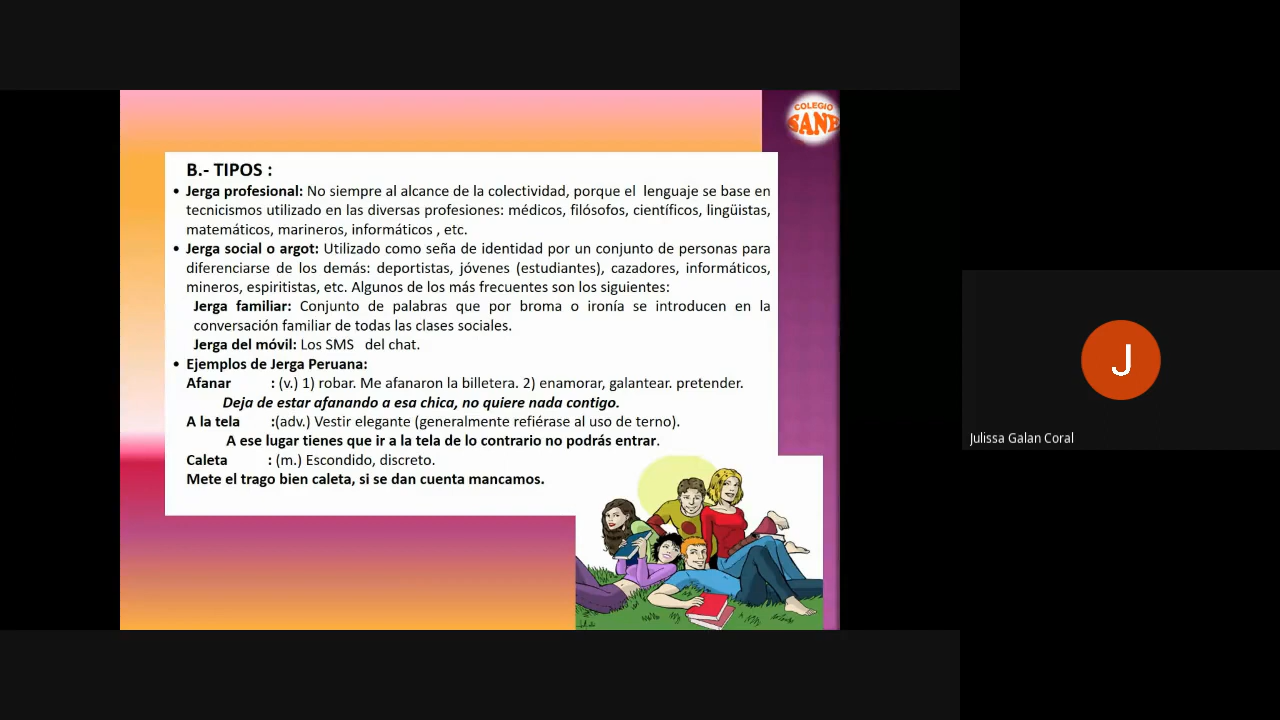 COLEGIO
SANE
B.- TIPOS :
• Jerga profesional: No siempre al alcance de la colectividad, porque el lenguaje se base en
tecnicismos utilizado en las diversas profesiones: médicos, filósofos, científicos, lingüistas,
matemáticos, marineros, informáticos , etc.
• Jerga social o argot: Utilizado como seña de identidad por un conjunto de personas para
diferenciarse de los demás: deportistas, jóvenes (estudiantes), cazadores, informáticos,
mineros, espiritistas, etc. Algunos de los más frecuentes son los siguientes:
Jerga familiar: Conjunto de palabras que por broma o ironía se introducen en la
conversación familiar de todas las clases sociales.
Jerga del móvil: Los SMS del chat.
• Ejemplos de Jerga Peruana:
Afanar : (v.) 1) robar. Me afanaron la billetera. 2) enamorar, galantear. pretender.
Deja de estar afanando a esa chica, no quiere nada contigo.
A la tela :(adv.) Vestir elegante (generalmente refiérase al uso de terno).
A ese lugar tienes que ir a la tela de lo contrario no podrás entrar.
Caleta : (m.) Escondido, discreto.
Mete el trago bien caleta, si se dan cuenta mancamos.
J
Julissa Galan Coral